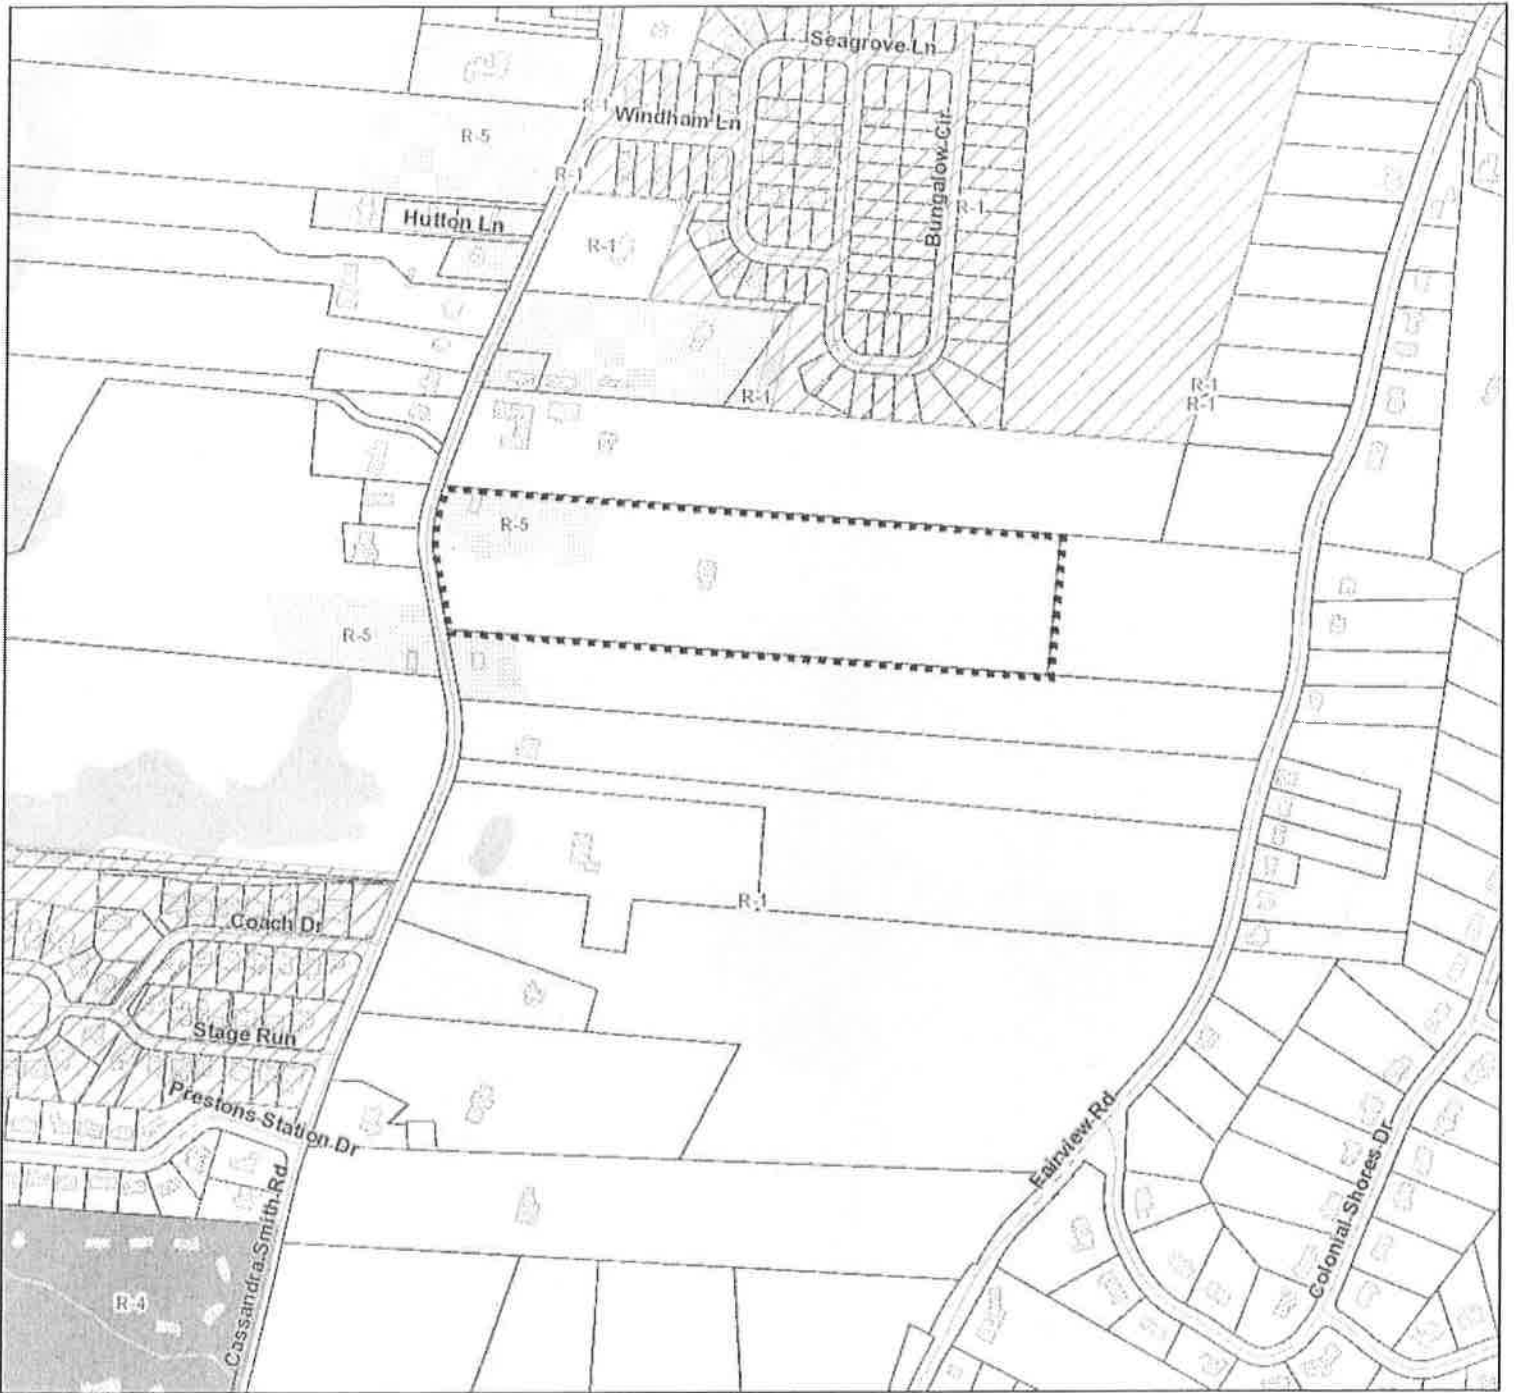 Seagrove Ln
R-1
Windham Ln
R-5
R-1
Bungalow Cir
R-1
Hutton Ln
R-1
R-1
R-1
R-1
R-5
R-5
R-1
Coach Dr
Stage Run
Prestons Station Dr
Fairview Rd
Colonial Shores Dr
Cassandra Smith Rd
R-4